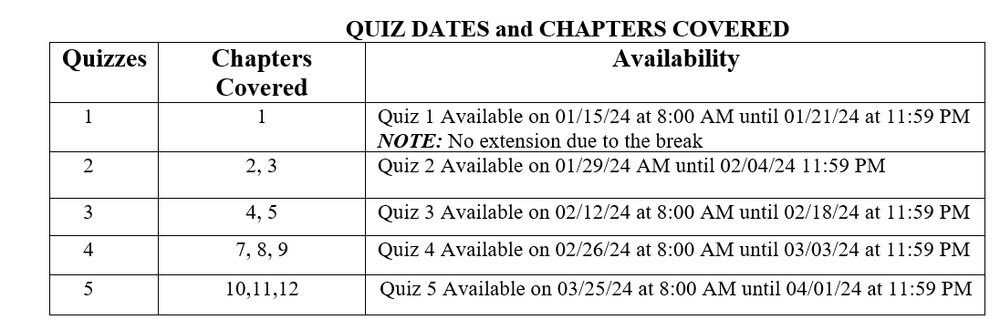 QUIZ DATES and CHAPTERS COVERED
Quizzes Chapters Covered Availability
1 1 Quiz 1 Available on 01/15/24 at 8:00 AM until 01/21/24 at 11:59 PM
NOTE: No extension due to the break
2 2, 3 Quiz 2 Available on 01/29/24 AM until 02/04/24 11:59 PM
3 4, 5 Quiz 3 Available on 02/12/24 at 8:00 AM until 02/18/24 at 11:59 PM
4 7, 8, 9 Quiz 4 Available on 02/26/24 at 8:00 AM until 03/03/24 at 11:59 PM
5 10,11,12 Quiz 5 Available on 03/25/24 at 8:00 AM until 04/01/24 at 11:59 PM